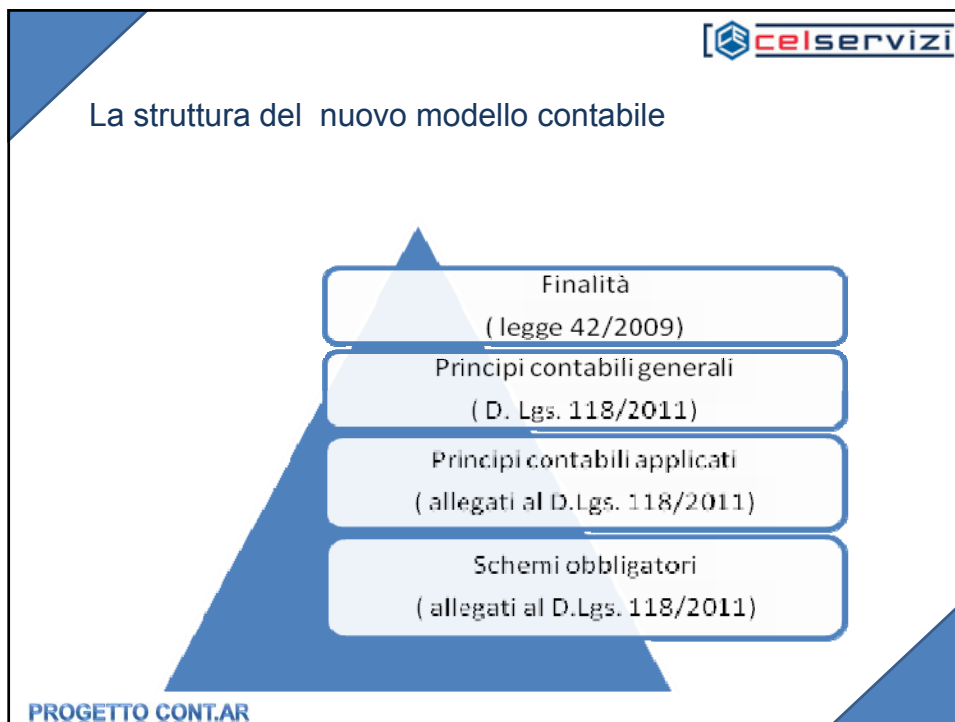 celservizi
La struttura del nuovo modello contabile
Finalità
( legge 42/2009)
Principi contabili generali
( D. Lgs. 118/2011)
Principi contabili applicati
( allegati al D.Lgs. 118/2011)
Schemi obbligatori
( allegati al D.Lgs. 118/2011)
PROGETTO CONT.AR